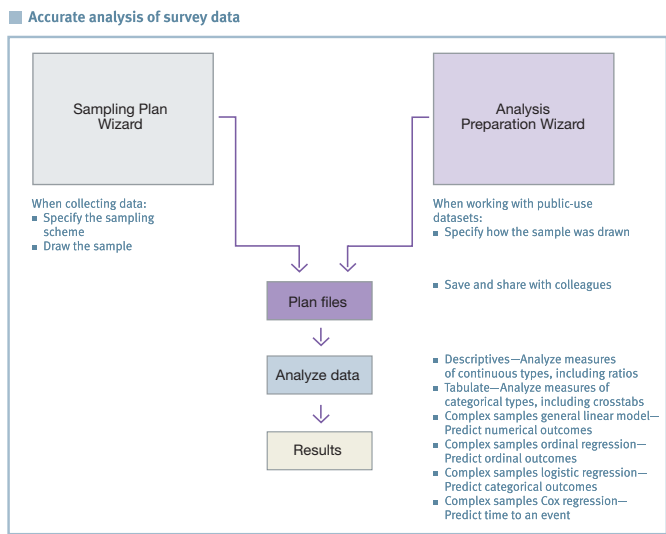 Accurate analysis of survey data
Sampling Plan
Wizard
Analysis
Preparation Wizard
When collecting data:
▪ Specify the sampling
scheme
▪ Draw the sample
When working with public-use
datasets:
▪ Specify how the sample was drawn
Plan files
▪ Save and share with colleagues
Analyze data
▪ Descriptives—Analyze measures
of continuous types, including ratios
▪ Tabulate—Analyze measures of
categorical types, including crosstabs
▪ Complex samples general linear model—
Predict numerical outcomes
▪ Complex samples ordinal regression—
Predict ordinal outcomes
▪ Complex samples logistic regression—
Predict categorical outcomes
▪ Complex samples Cox regression—
Predict time to an event
Results